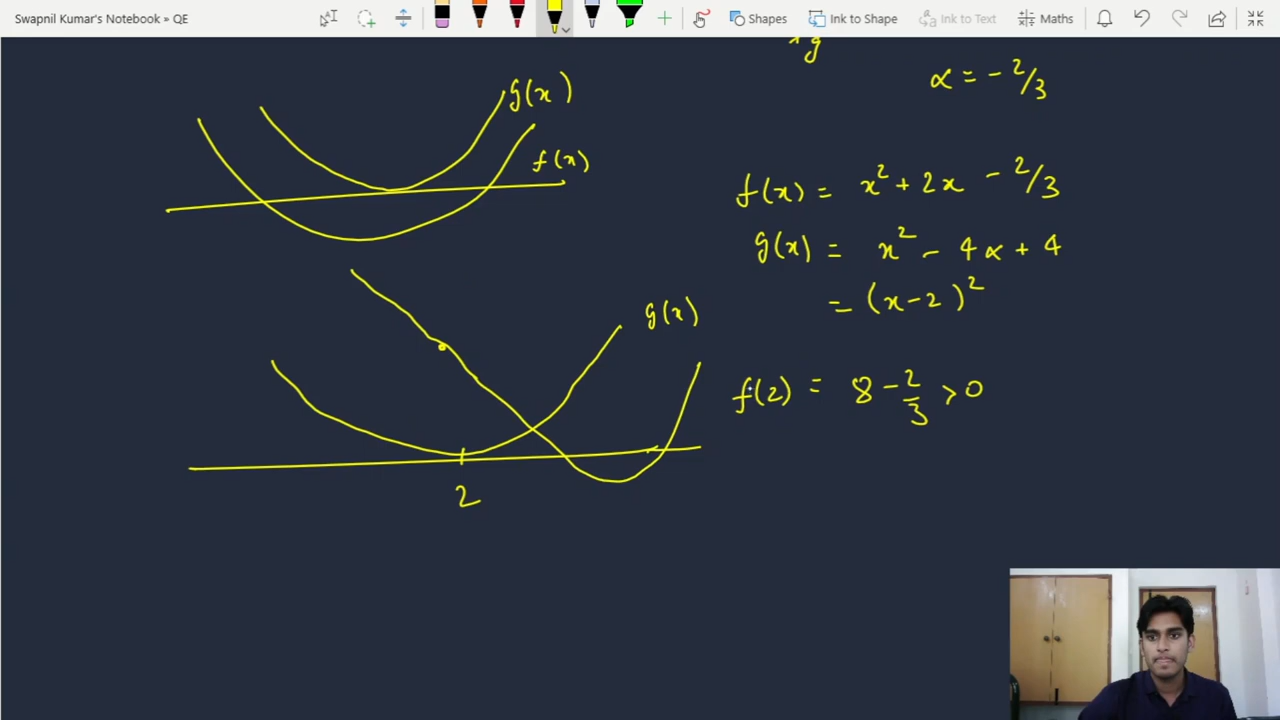 Swapnil Kumar's Notebook » QE
Shapes
Ink to Shape
Ink to Text
Maths
g
α = -2/3
g(x)
f(x)
f(x) = x² + 2x - 2/3
g(x) = x² - 4α + 4
= (x-2)²
g(x)
f(2) = 8 - 2/3 > 0
2